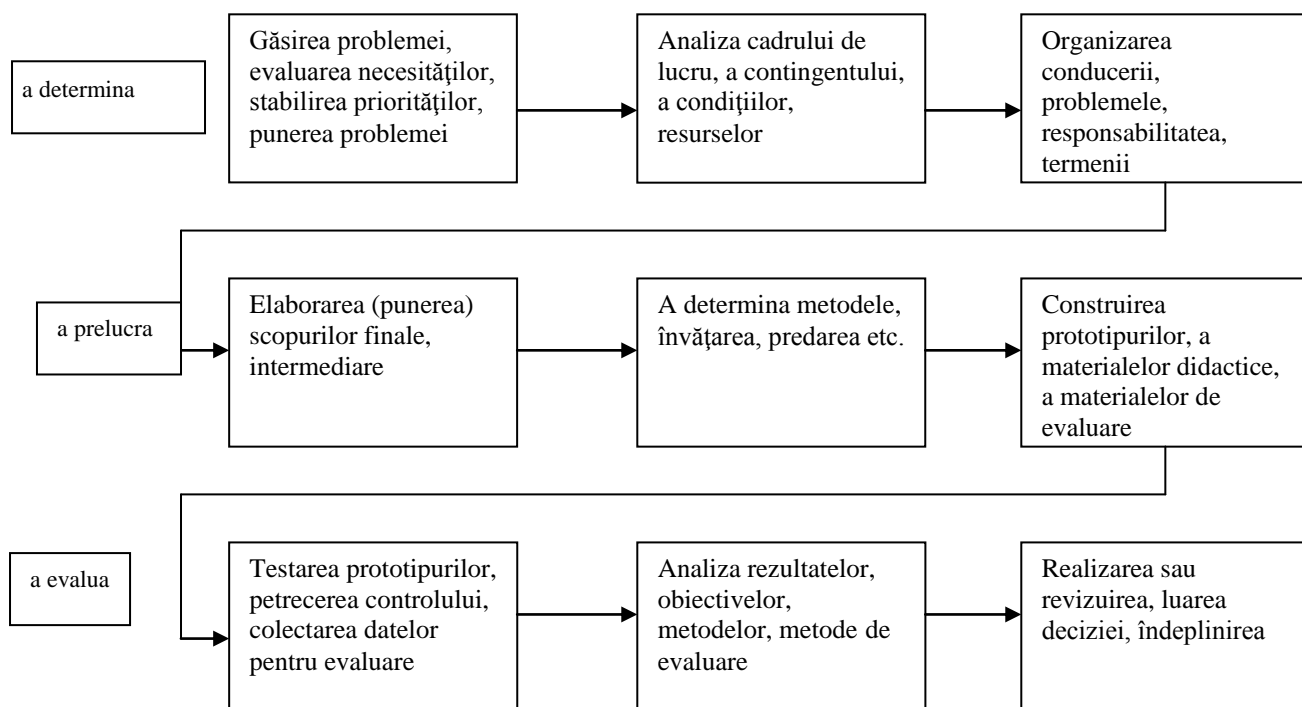 a determina
Găsirea problemei,
evaluarea necesităţilor,
stabilirea priorităţilor,
punerea problemei
Analiza cadrului de
lucru, a contingentului,
a condiţiilor,
resurselor
Organizarea
conducerii,
problemele,
responsabilitatea,
termenii
a prelucra
Elaborarea (punerea)
scopurilor finale,
intermediare
A determina metodele,
învăţarea, predarea etc.
Construirea
prototipurilor, a
materialelor didactice,
a materialelor de
evaluare
a evalua
Testarea prototipurilor,
petrecerea controlului,
colectarea datelor
pentru evaluare
Analiza rezultatelor,
obiectivelor,
metodelor, metode de
evaluare
Realizarea sau
revizuirea, luarea
deciziei, îndeplinirea